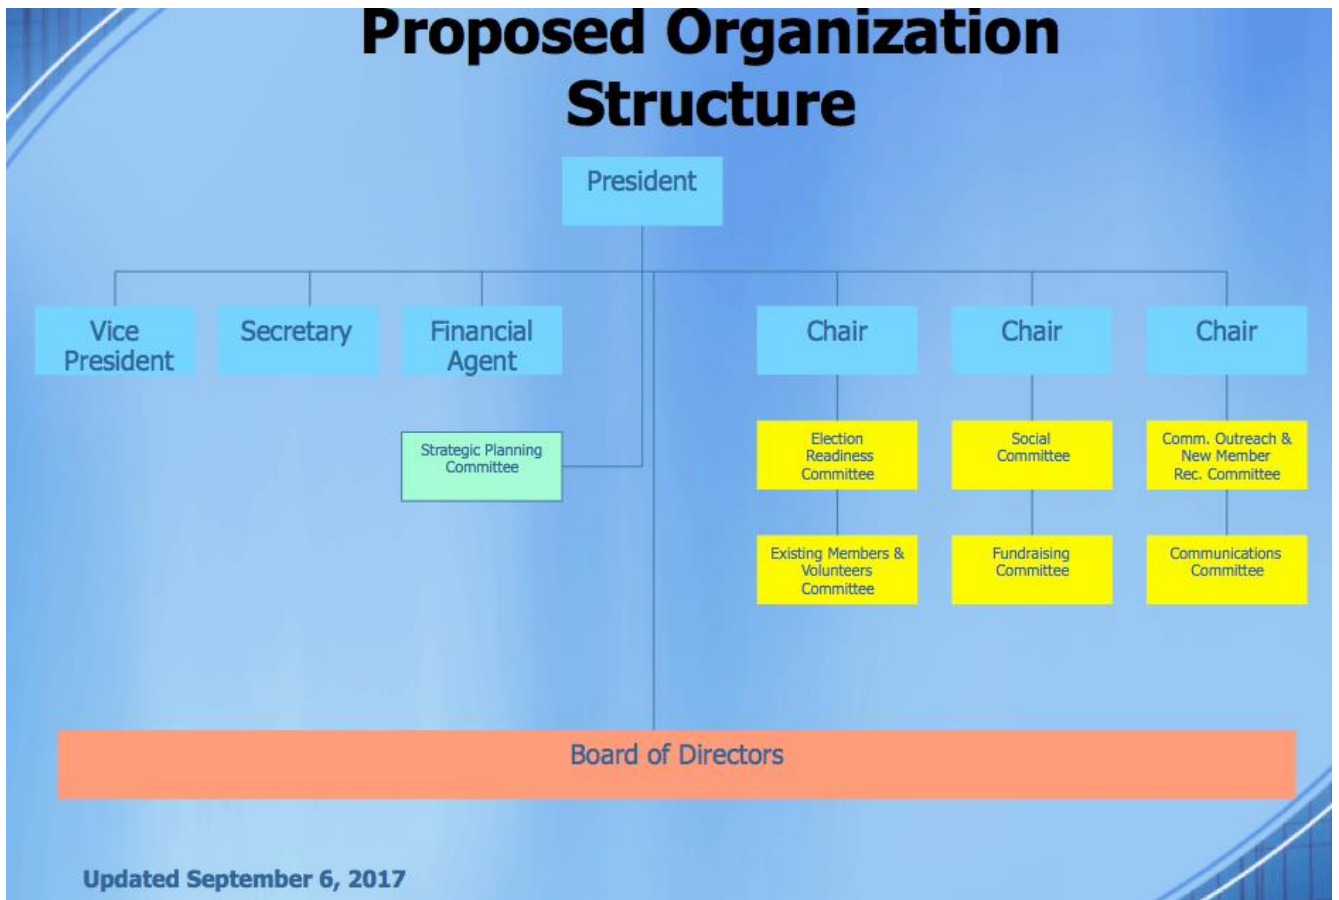 Proposed Organization
Structure
President
Vice
President
Secretary
Financial
Agent
Chair
Chair
Chair
Strategic Planning
Committee
Election
Readiness
Committee
Social
Committee
Comm. Outreach &
New Member
Rec. Committee
Existing Members &
Volunteers
Committee
Fundraising
Committee
Communications
Committee
Board of Directors
Updated September 6, 2017